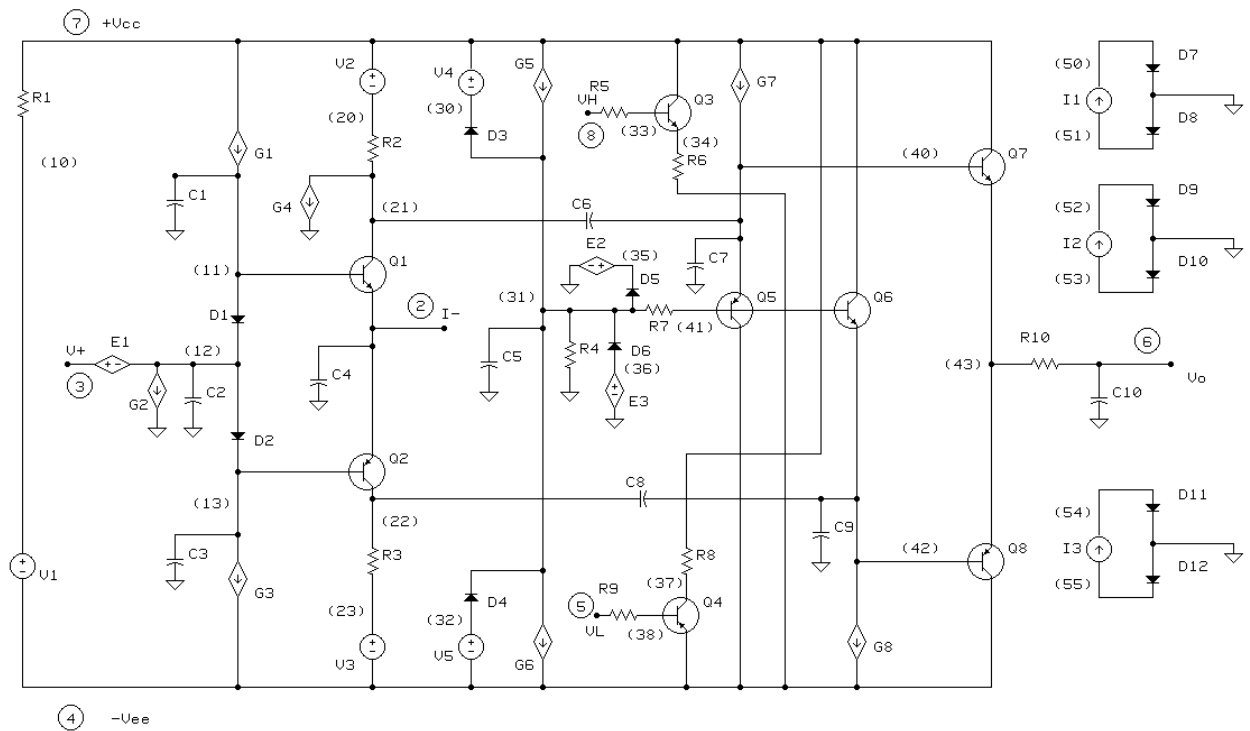 7 +Vcc
R1
(10)
V1
G1
C1
(11)
D1
V+ E1 (12)
3
G2
C2
D2
(13)
C3
G3
V2
(20)
R2
G4
(21)
Q1
2
I-
C4
Q2
(22)
R3
(23)
V3
V4
(30)
D3
G5
C6
(31)
C5
R4
D4
(32)
V5
G6
E2
(35)
D5
R7
D6
(36)
E3
R5
VH
8
(33)
Q3
(34)
R6
G7
C7
(41)
Q5
Q6
C8
C9
R8
(37)
R9
5
VL
(38)
Q4
G8
(40)
Q7
(43)
R10
6
Vo
C10
(42)
Q8
(50)
D7
I1
D8
(51)
(52)
D9
I2
D10
(53)
(54)
D11
I3
D12
(55)
4 -Vee